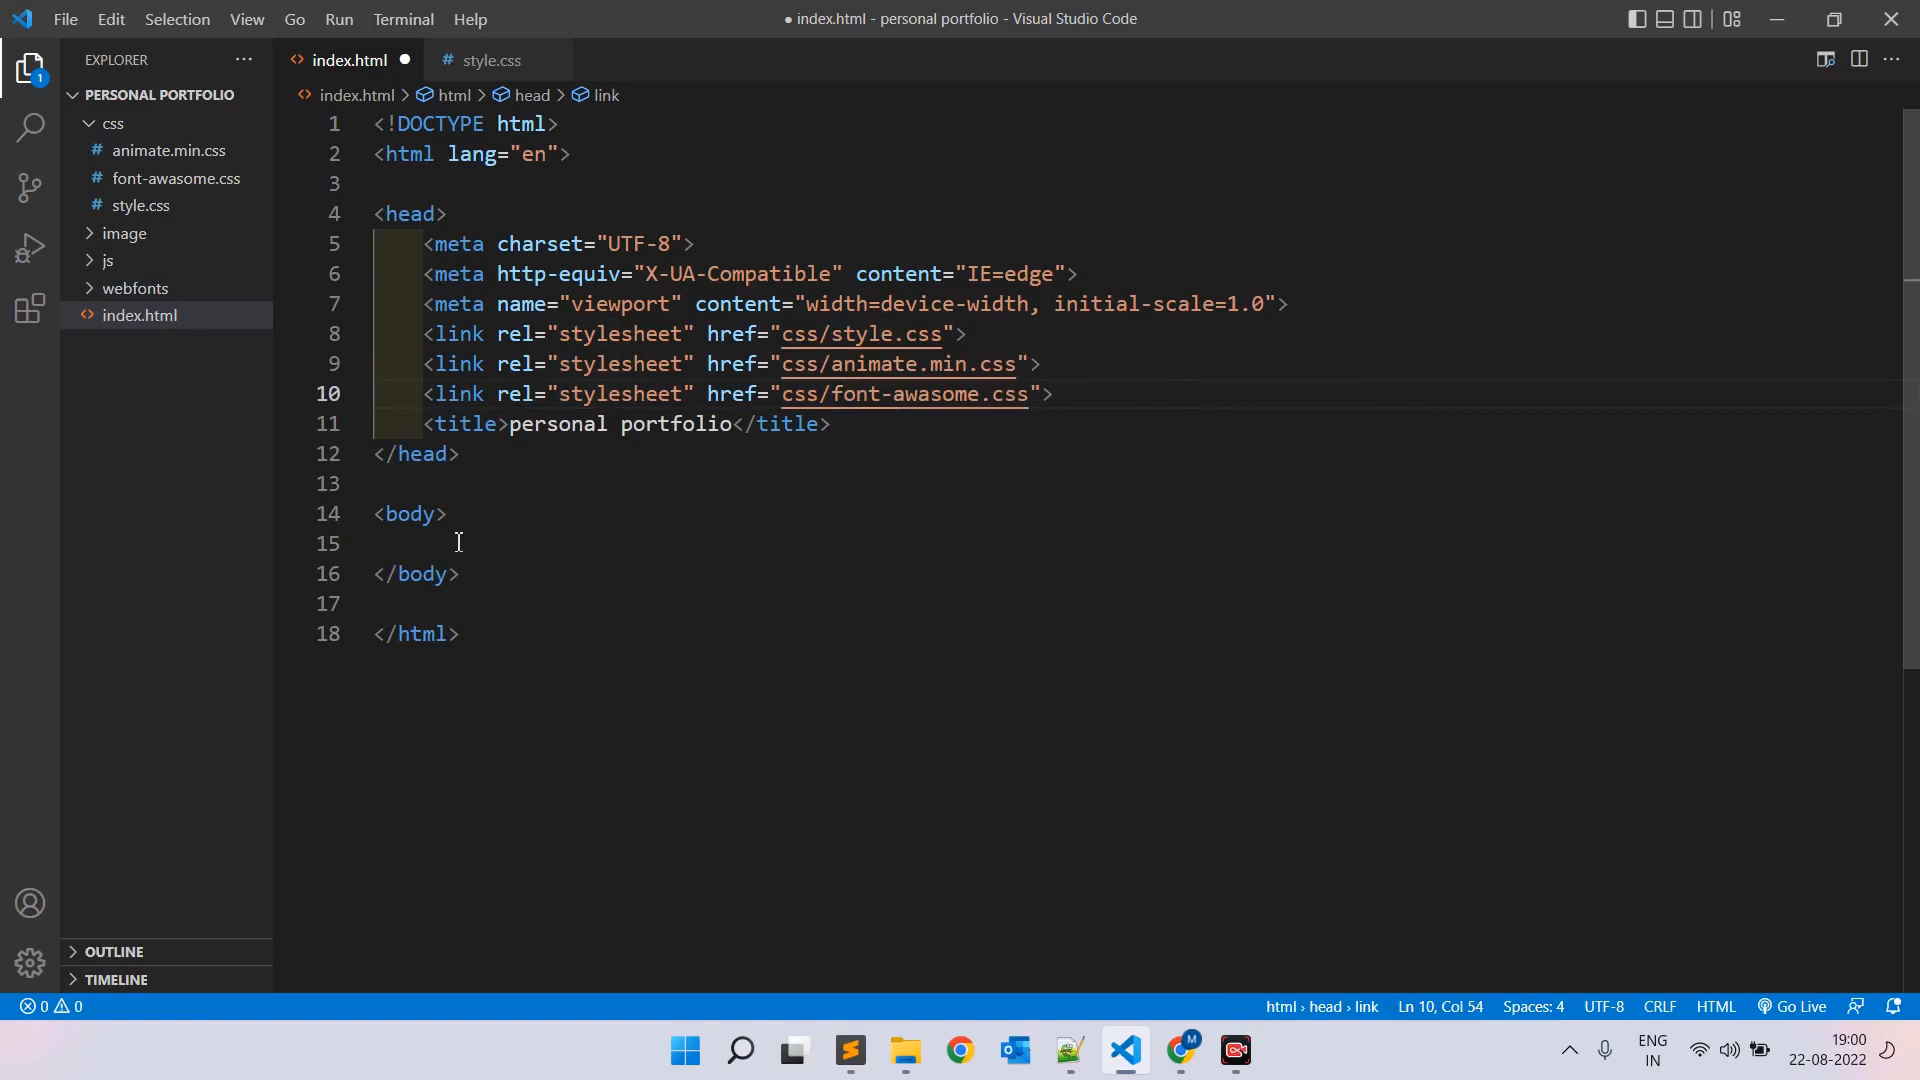 File Edit Selection View Go Run Terminal Help
● index.html - personal portfolio - Visual Studio Code
EXPLORER
index.html
style.css
PERSONAL PORTFOLIO
index.html > html > head > link
css
animate.min.css
font-awasome.css
style.css
image
js
webfonts
index.html
1 <!DOCTYPE html>
2 <html lang="en">
3
4 <head>
5 <meta charset="UTF-8">
6 <meta http-equiv="X-UA-Compatible" content="IE=edge">
7 <meta name="viewport" content="width=device-width, initial-scale=1.0">
8 <link rel="stylesheet" href="css/style.css">
9 <link rel="stylesheet" href="css/animate.min.css">
10 <link rel="stylesheet" href="css/font-awasome.css">
11 <title>personal portfolio</title>
12 </head>
13
14 <body>
15
16 </body>
17
18 </html>
OUTLINE
TIMELINE
0 0
html › head › link Ln 10, Col 54 Spaces: 4 UTF-8 CRLF HTML Go Live
1
M
ENG
IN
19:00
22-08-2022